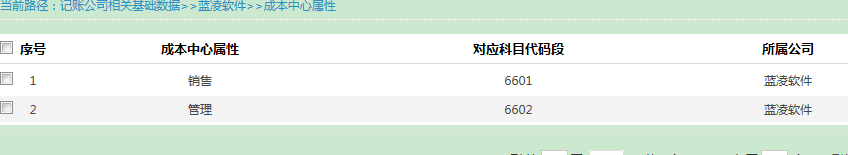 当前路径：记账公司相关基础数据>>蓝凌软件>>成本中心属性
序号 成本中心属性 对应科目代码段 所属公司
1 销售 6601 蓝凌软件
2 管理 6602 蓝凌软件